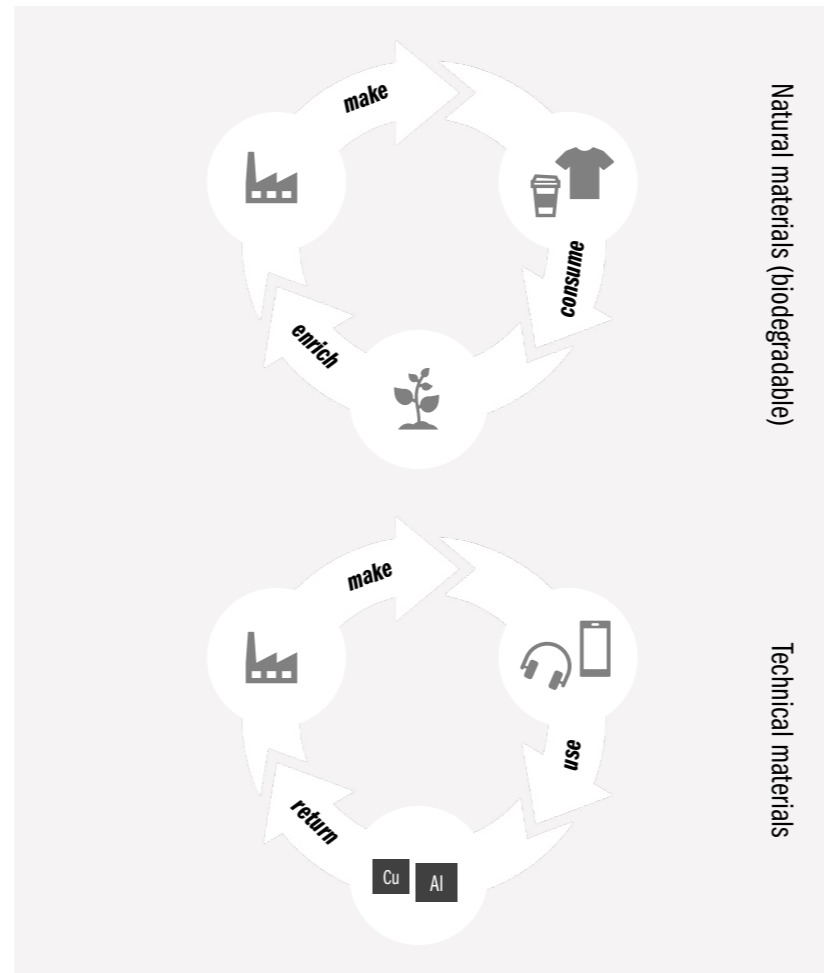 make
consume
enrich
Natural materials (biodegradable)
make
use
return
Cu
Al
Technical materials